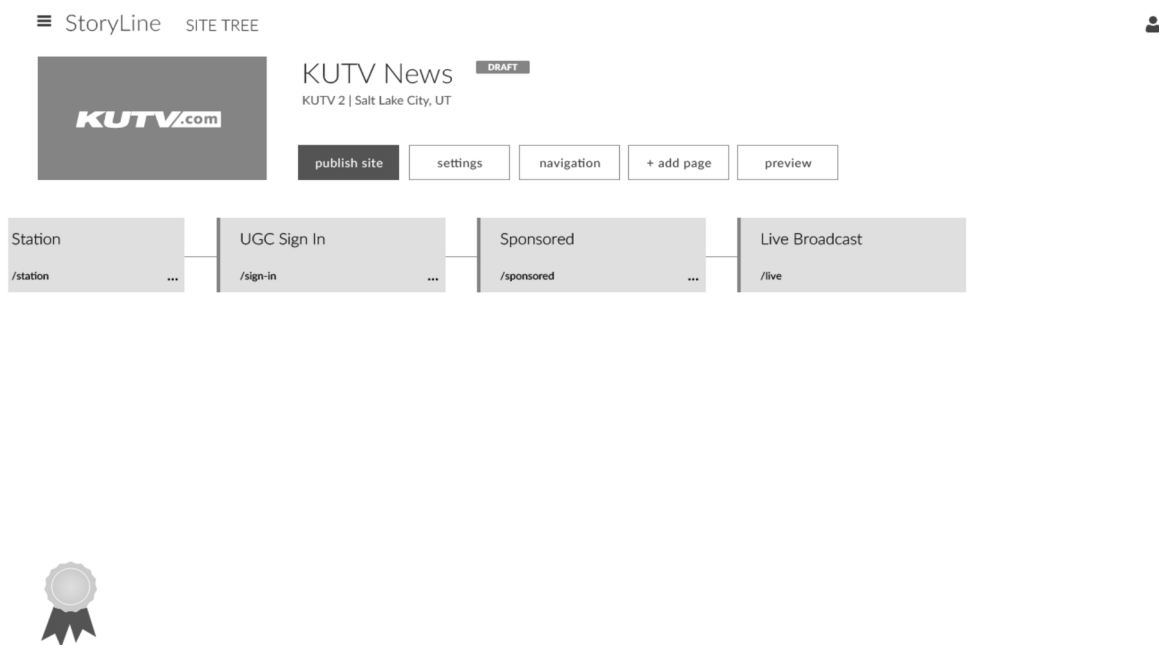 StoryLine SITE TREE
KUTV.com
KUTV News DRAFT
KUTV 2 | Salt Lake City, UT
publish site settings navigation + add page preview
Station UGC Sign In Sponsored Live Broadcast
/station ... /sign-in ... /sponsored ... /live